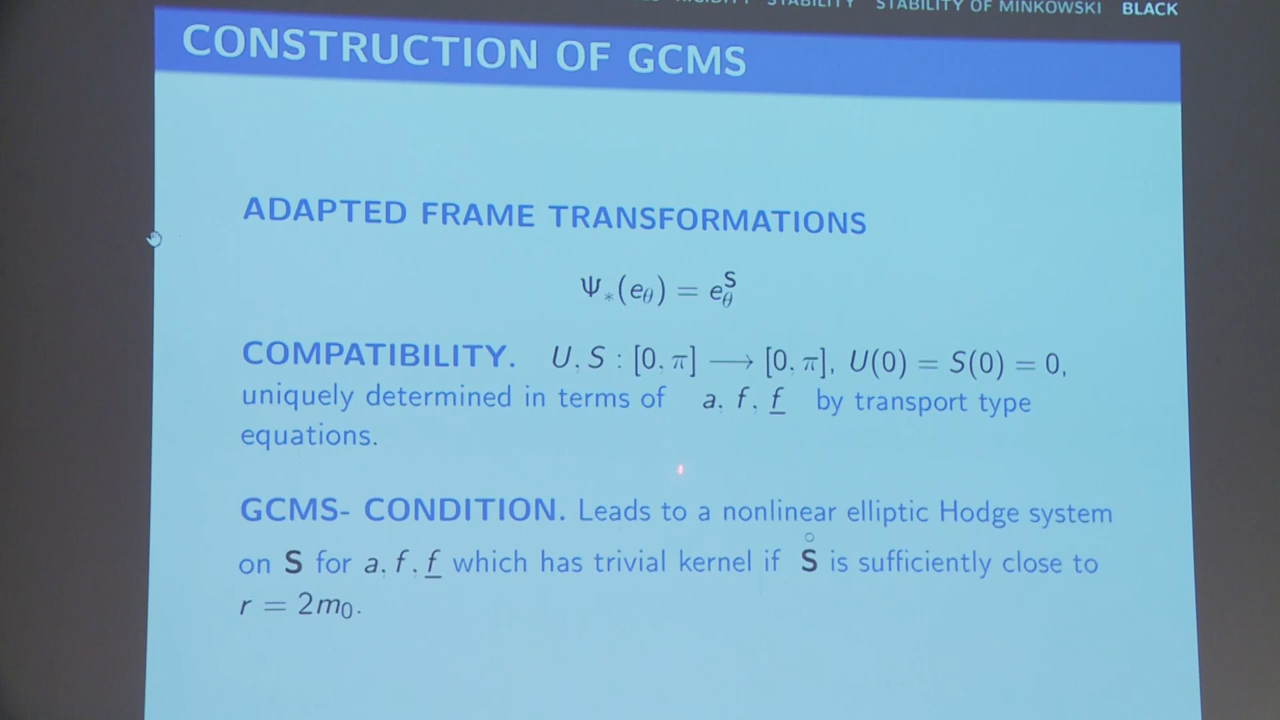 STABILITY STABILITY OF MINKOWSKI BLACK
CONSTRUCTION OF GCMS
ADAPTED FRAME TRANSFORMATIONS
Ψ∗(e_θ) = e_θ^S
COMPATIBILITY. U, S : [0, π] ⟶ [0, π], U(0) = S(0) = 0,
uniquely determined in terms of a, f, f̲ by transport type
equations.
GCMS- CONDITION. Leads to a nonlinear elliptic Hodge system
on S for a, f, f̲ which has trivial kernel if S̊ is sufficiently close to
r = 2m₀.